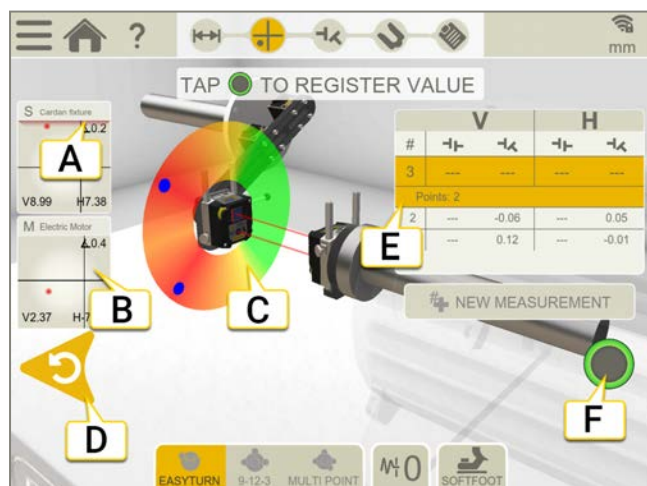 ?
mm
TAP TO REGISTER VALUE
S Cardan fixture
0.2
A
V8.99 H7.38
M Electric Motor
0.4
B
V2.37 H-7
C
D
V H
#
3 --- --- --- ---
Points: 2
2 --- -0.06 --- 0.05
--- 0.12 --- -0.01
E
NEW MEASUREMENT
F
EASYTURN 9-12-3 MULTI POINT 0 SOFTFOOT